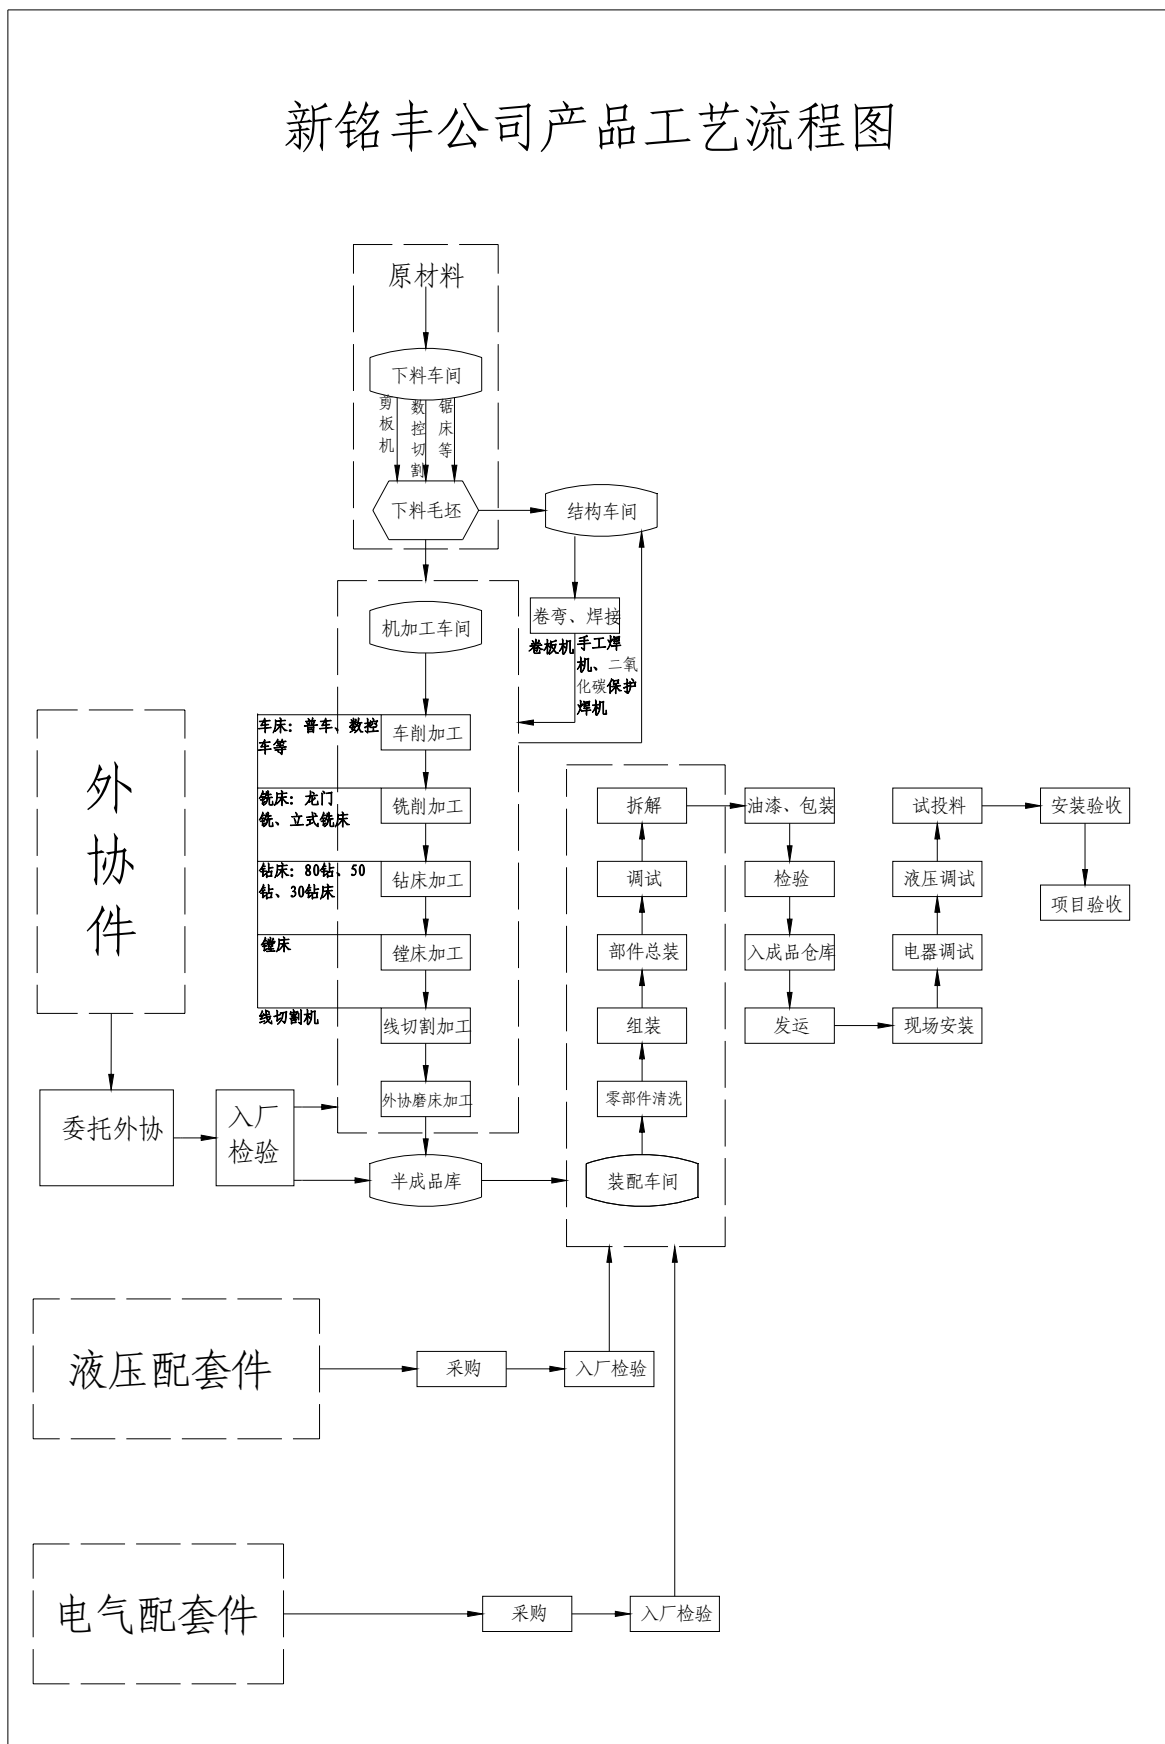 新铭丰公司产品工艺流程图
原材料
下料车间
剪板机
数控切割
锯床等
下料毛坯
结构车间
卷弯、焊接
卷板机
手工焊
机、二氧
化碳保护
焊机
机加工车间
车床：普车、数控
车等
车削加工
铣床：龙门
铣、立式铣床
铣削加工
钻床：80钻、50
钻、30钻床
钻床加工
镗床
镗床加工
线切割机
线切割加工
外协磨床加工
半成品库
外协件
委托外协
入厂
检验
拆解
调试
部件总装
组装
零部件清洗
装配车间
油漆、包装
检验
入成品仓库
发运
试投料
液压调试
电器调试
现场安装
安装验收
项目验收
液压配套件
采购
入厂检验
电气配套件
采购
入厂检验